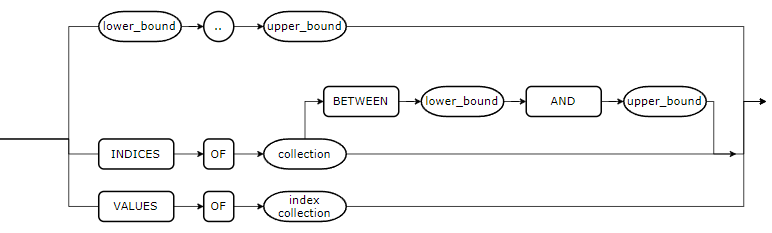 lower_bound .. upper_bound
BETWEEN lower_bound AND upper_bound
INDICES OF collection
VALUES OF index
collection